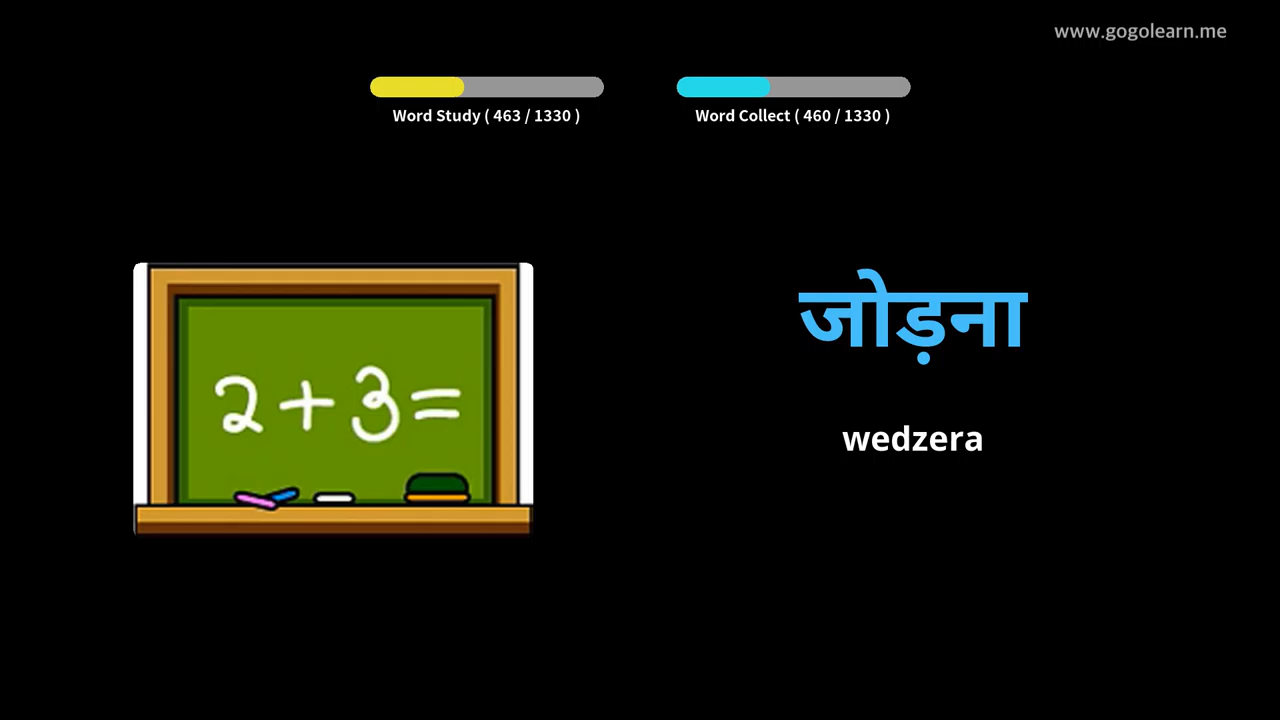 www.gogolearn.me
Word Study ( 463 / 1330 )
Word Collect ( 460 / 1330 )
2+3=
जोड़ना
wedzera